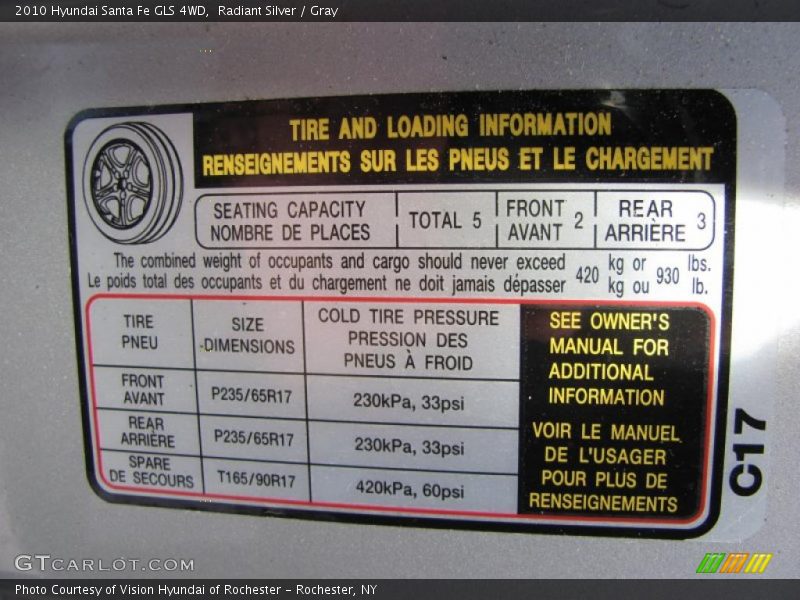 2010 Hyundai Santa Fe GLS 4WD,  Radiant Silver / Gray
TIRE AND LOADING INFORMATION
RENSEIGNEMENTS SUR LES PNEUS ET LE CHARGEMENT
SEATING CAPACITY
NOMBRE DE PLACES
TOTAL 5
FRONT
AVANT
2
REAR
ARRIÈRE
3
The combined weight of occupants and cargo should never exceed
Le poids total des occupants et du chargement ne doit jamais dépasser
420
kg or
kg ou
930
lbs.
lb.
TIRE
PNEU
SIZE
DIMENSIONS
COLD TIRE PRESSURE
PRESSION DES
PNEUS À FROID
FRONT
AVANT
P235/65R17
230kPa, 33psi
REAR
ARRIÈRE
P235/65R17
230kPa, 33psi
SPARE
DE SECOURS
T165/90R17
420kPa, 60psi
SEE OWNER'S
MANUAL FOR
ADDITIONAL
INFORMATION
VOIR LE MANUEL
DE L'USAGER
POUR PLUS DE
RENSEIGNEMENTS
C17
GTCARLOT.COM
Photo Courtesy of Vision Hyundai of Rochester – Rochester, NY